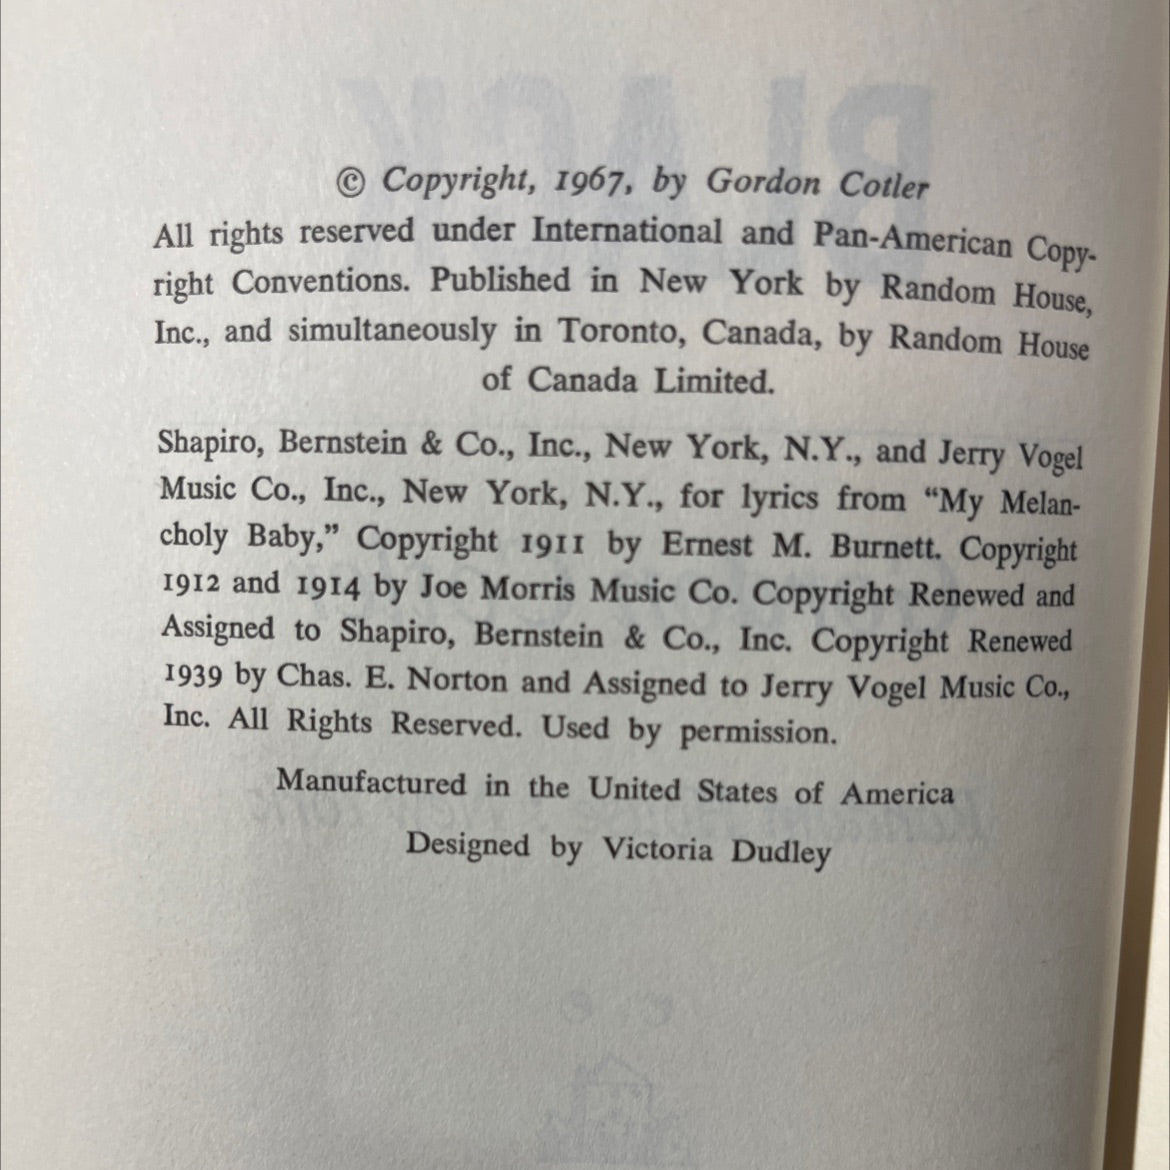 © Copyright, 1967, by Gordon Cotler
All rights reserved under International and Pan-American Copy-
right Conventions. Published in New York by Random House,
Inc., and simultaneously in Toronto, Canada, by Random House
of Canada Limited.
Shapiro, Bernstein & Co., Inc., New York, N.Y., and Jerry Vogel
Music Co., Inc., New York, N.Y., for lyrics from “My Melan-
choly Baby,” Copyright 1911 by Ernest M. Burnett. Copyright
1912 and 1914 by Joe Morris Music Co. Copyright Renewed and
Assigned to Shapiro, Bernstein & Co., Inc. Copyright Renewed
1939 by Chas. E. Norton and Assigned to Jerry Vogel Music Co.,
Inc. All Rights Reserved. Used by permission.
Manufactured in the United States of America
Designed by Victoria Dudley